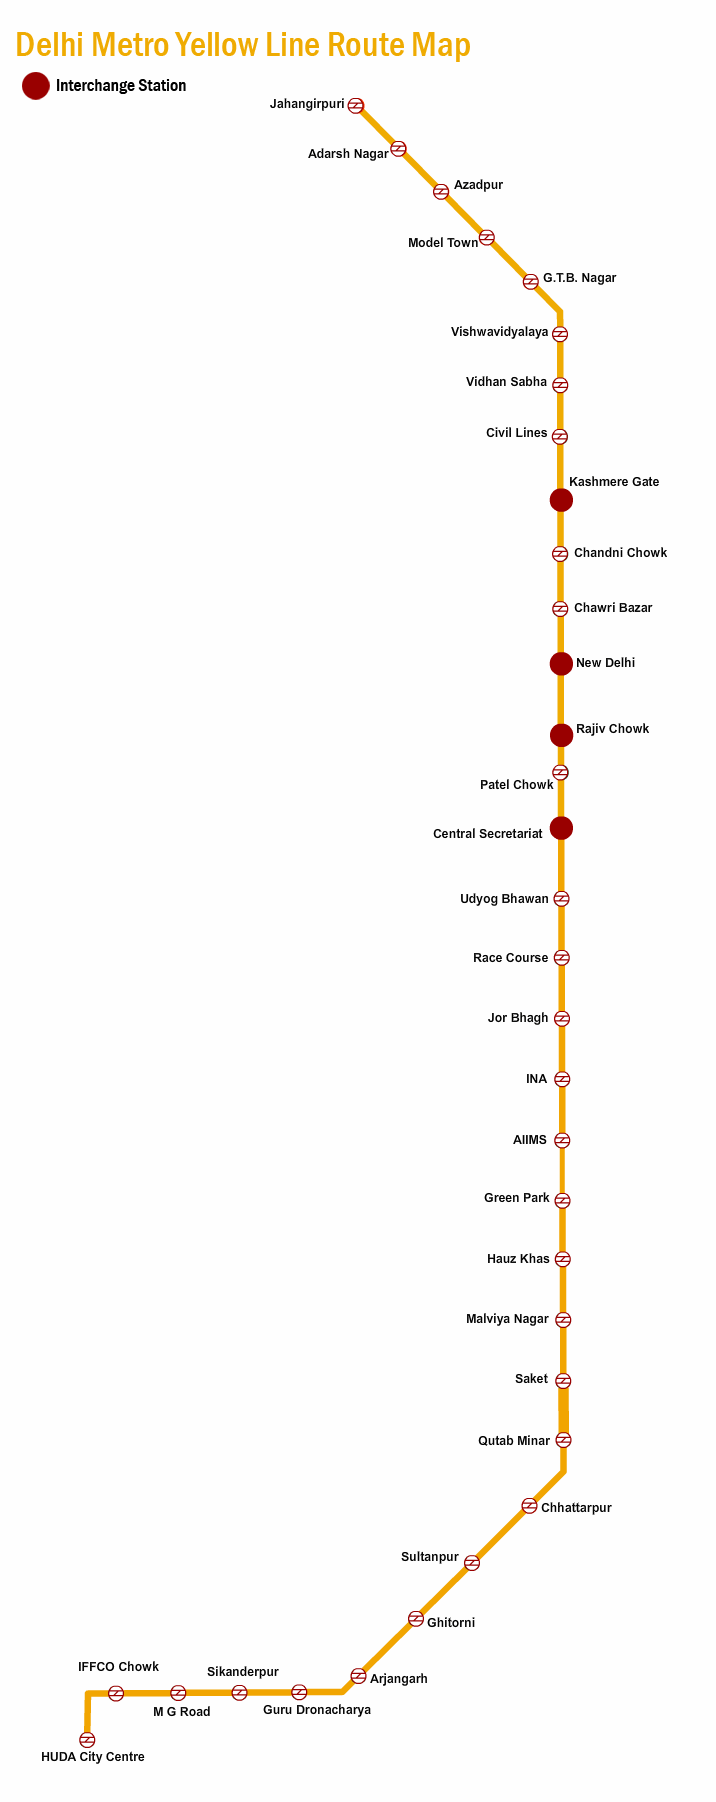 Delhi Metro Yellow Line Route Map
Interchange Station
Jahangirpuri
Adarsh Nagar
Azadpur
Model Town
G.T.B. Nagar
Vishwavidyalaya
Vidhan Sabha
Civil Lines
Kashmere Gate
Chandni Chowk
Chawri Bazar
New Delhi
Rajiv Chowk
Patel Chowk
Central Secretariat
Udyog Bhawan
Race Course
Jor Bhagh
INA
AIIMS
Green Park
Hauz Khas
Malviya Nagar
Saket
Qutab Minar
Chhattarpur
Sultanpur
Ghitorni
Arjangarh
Guru Dronacharya
Sikanderpur
M G Road
IFFCO Chowk
HUDA City Centre